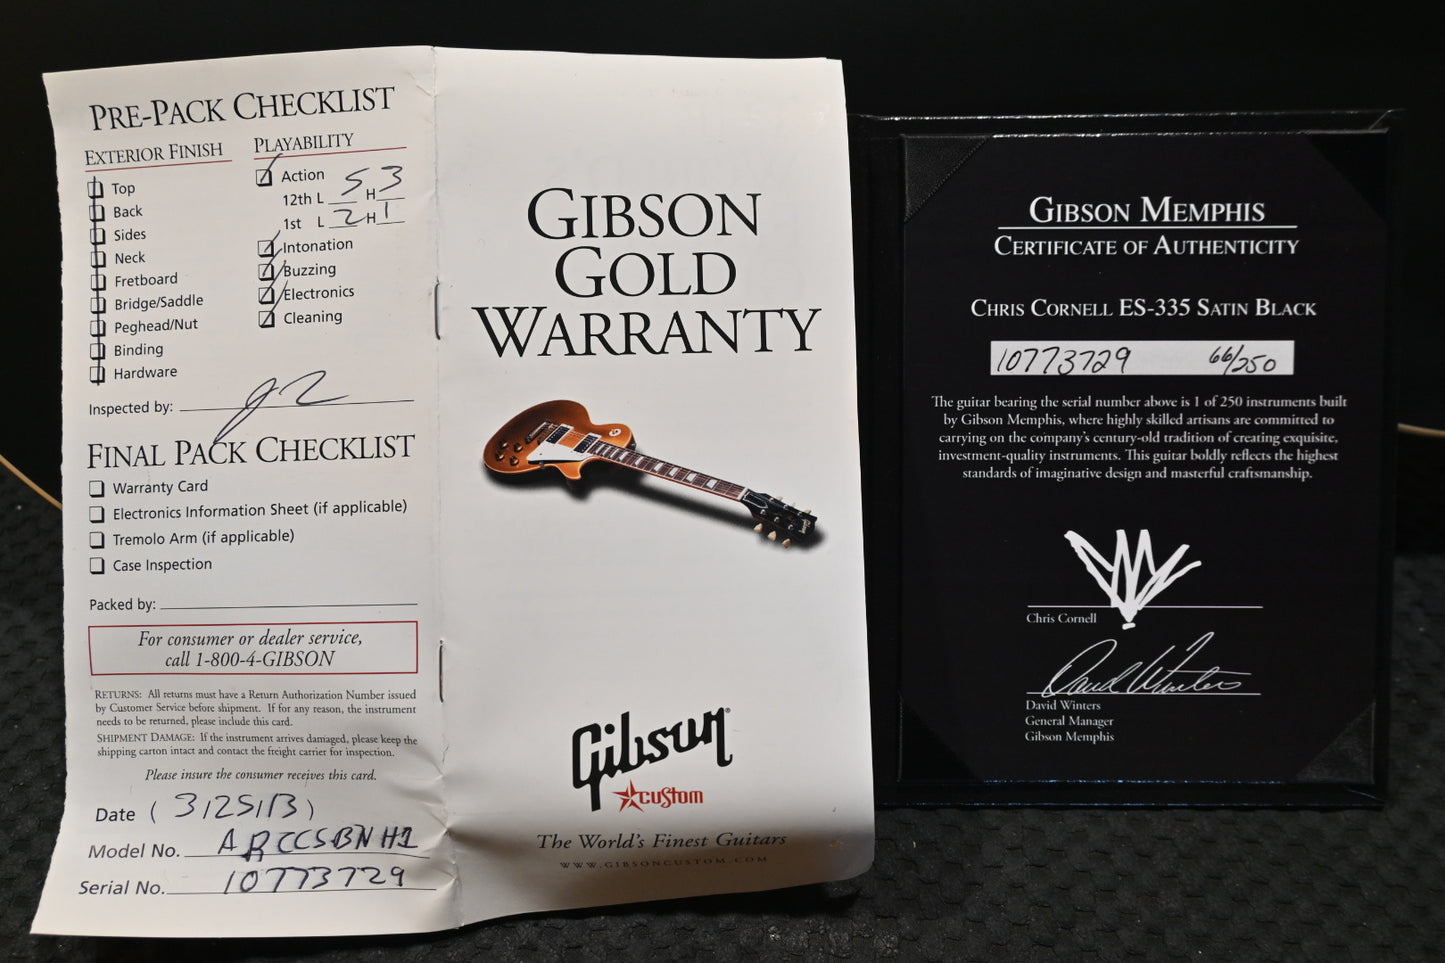 PRE-PACK CHECKLIST
EXTERIOR FINISH
Top
Back
Sides
Neck
Fretboard
Bridge/Saddle
Peghead/Nut
Binding
Hardware
PLAYABILITY
Action
12th L 5 H 3
1st L 2 H 1
Intonation
Buzzing
Electronics
Cleaning
Inspected by:
FINAL PACK CHECKLIST
Warranty Card
Electronics Information Sheet (if applicable)
Tremolo Arm (if applicable)
Case Inspection
Packed by:
For consumer or dealer service,
call 1-800-4-GIBSON
RETURNS: All returns must have a Return Authorization Number issued
by Customer Service before shipment. If for any reason, the instrument
needs to be returned, please include this card.
SHIPMENT DAMAGE: If the instrument arrives damaged, please keep the
shipping carton intact and contact the freight carrier for inspection.
Please insure the consumer receives this card.
Date ( 3/25/13 )
Model No. ARCCSBNH1
Serial No. 10773729
GIBSON
GOLD
WARRANTY
Gibson
CUSTOM
The World's Finest Guitars
WWW.GIBSONCUSTOM.COM
GIBSON MEMPHIS
CERTIFICATE OF AUTHENTICITY
CHRIS CORNELL ES-335 SATIN BLACK
10773729 66/250
The guitar bearing the serial number above is 1 of 250 instruments built
by Gibson Memphis, where highly skilled artisans are committed to
carrying on the company's century-old tradition of creating exquisite,
investment-quality instruments. This guitar boldly reflects the highest
standards of imaginative design and masterful craftsmanship.
Chris Cornell
David Winters
David Winters
General Manager
Gibson Memphis